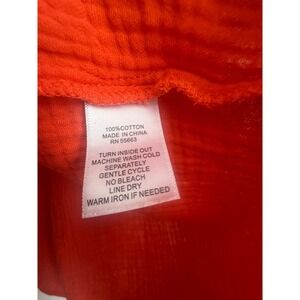 100%COTTON
MADE IN CHINA
RN 55663
TURN INSIDE OUT
MACHINE WASH COLD
SEPARATELY
GENTLE CYCLE
NO BLEACH
LINE DRY
WARM IRON IF NEEDED